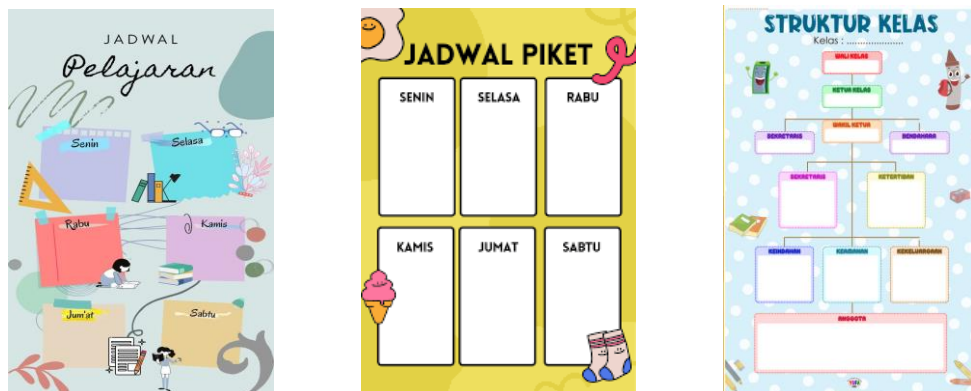 JADWAL
Pelajaran
Senin
Selasa
Rabu
Kamis
Jum'at
Sabtu
JADWAL PIKET
SENIN
SELASA
RABU
KAMIS
JUMAT
SABTU
STRUKTUR KELAS
Kelas : ....................
WALI KELAS
KETUA KELAS
WAKIL KETUA
SEKRETARIS
BENDAHARA
SEKRETARIS
KETERTIBAN
KEINDAHAN
KEAMANAN
KEKELUARGAAN
ANGGOTA